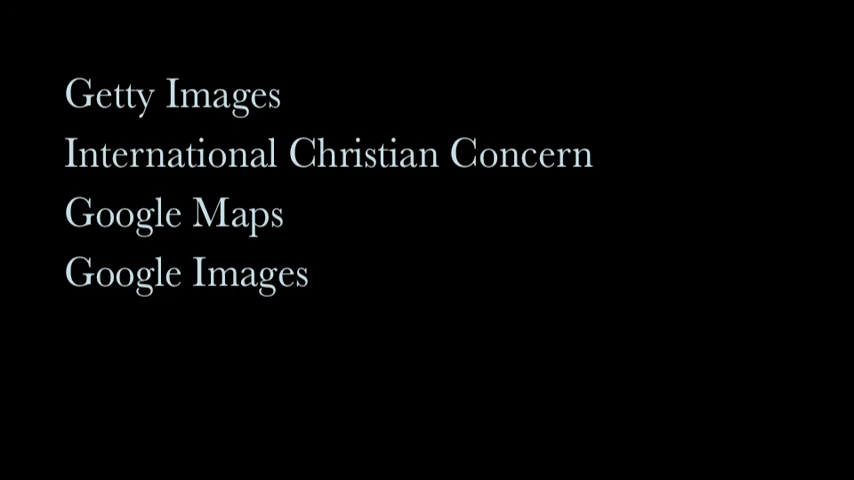 Getty Images
International Christian Concern
Google Maps
Google Images